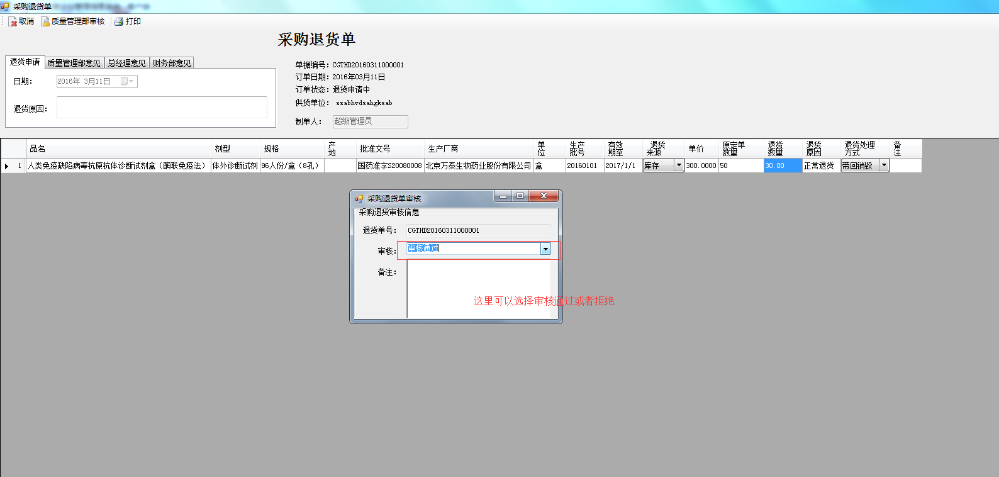 采购退货单
取消 质量管理部审核 打印
采购退货单
退货申请 质量管理部意见 总经理意见 财务部意见
日期： 2016年 3月11日
退货原因：
单据编号：CGTHD20160311000001
订单日期：2016年03月11日
订单状态：退货申请中
供货单位： ssabhvdsahgksab
制单人： 超级管理员
品名 剂型 规格 产地 批准文号 生产厂商 单位 生产批号 有效期至 退货来源 单价 原定单数量 退货数量 退货原因 退货处理方式 备注
1 人类免疫缺陷病毒抗原抗体诊断试剂盒（酶联免疫法） 体外诊断试剂 96人份/盒（8孔） 国药准字S20080008 北京万泰生物药业股份有限公司 盒 20160101 2017/1/1 库存 300.0000 50 30.00 正常退货 带回销毁
采购退货单审核
采购退货审核信息
退货单号： CGTHD20160311000001
审核： 审核通过
备注：
这里可以选择审核通过或者拒绝